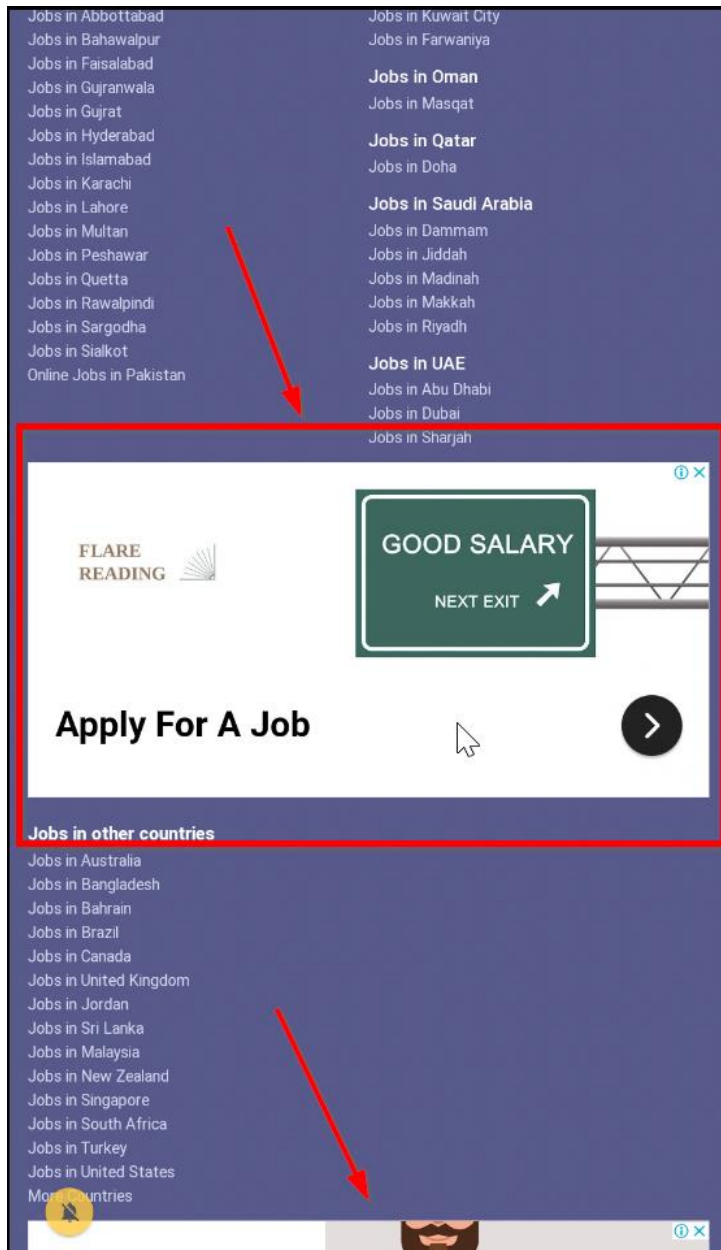 Jobs in Abbottabad
Jobs in Bahawalpur
Jobs in Faisalabad
Jobs in Gujranwala
Jobs in Gujrat
Jobs in Hyderabad
Jobs in Islamabad
Jobs in Karachi
Jobs in Lahore
Jobs in Multan
Jobs in Peshawar
Jobs in Quetta
Jobs in Rawalpindi
Jobs in Sargodha
Jobs in Sialkot
Online Jobs in Pakistan
Jobs in Kuwait City
Jobs in Farwaniya
Jobs in Oman
Jobs in Masqat
Jobs in Qatar
Jobs in Doha
Jobs in Saudi Arabia
Jobs in Dammam
Jobs in Jiddah
Jobs in Madinah
Jobs in Makkah
Jobs in Riyadh
Jobs in UAE
Jobs in Abu Dhabi
Jobs in Dubai
Jobs in Sharjah
FLARE
READING
GOOD SALARY
NEXT EXIT
Apply For A Job
Jobs in other countries
Jobs in Australia
Jobs in Bangladesh
Jobs in Bahrain
Jobs in Brazil
Jobs in Canada
Jobs in United Kingdom
Jobs in Jordan
Jobs in Sri Lanka
Jobs in Malaysia
Jobs in New Zealand
Jobs in Singapore
Jobs in South Africa
Jobs in Turkey
Jobs in United States
More Countries